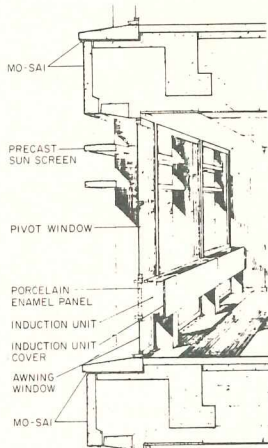 MO-SAI
PRECAST
SUN SCREEN
PIVOT WINDOW
PORCELAIN
ENAMEL PANEL
INDUCTION UNIT
INDUCTION UNIT
COVER
AWNING
WINDOW
MO-SAI